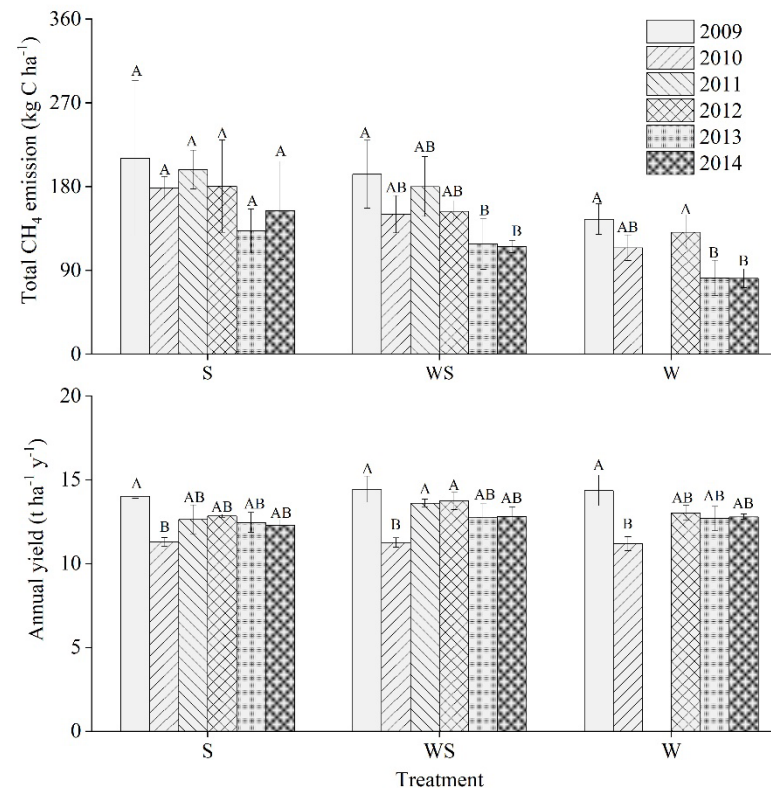 Total CH4 emission (kg C ha-1)
360
270
180
90
0
A
A
A
A
A
A
A
AB
AB
AB
B
B
A
AB
A
B
B
S
WS
W
2009
2010
2011
2012
2013
2014
Annual yield (t ha-1 y-1)
20
15
10
5
0
A
B
AB
AB
AB
AB
A
B
A
A
AB
AB
A
B
AB
AB
AB
S
WS
W
Treatment